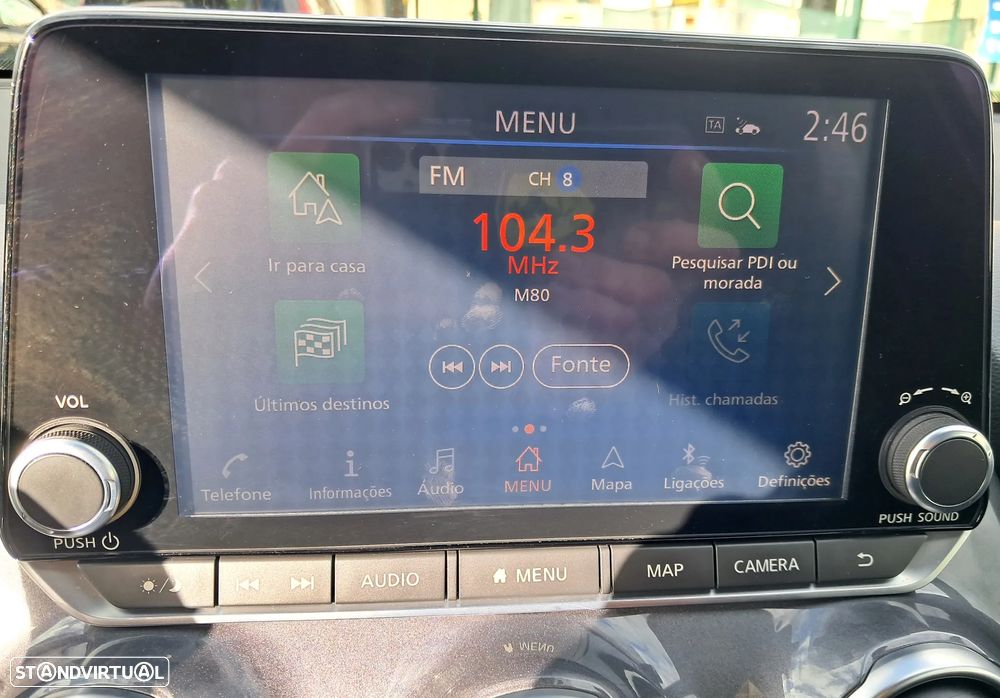 MENU
TA
2:46
FM
CH 8
104.3
MHz
M80
Ir para casa
Pesquisar PDI ou
morada
Fonte
Últimos destinos
Hist. chamadas
VOL
Telefone
Informações
Áudio
MENU
Mapa
Ligações
Definições
PUSH
PUSH SOUND
AUDIO
MENU
MAP
CAMERA
MENU
STANDVIRTUAL